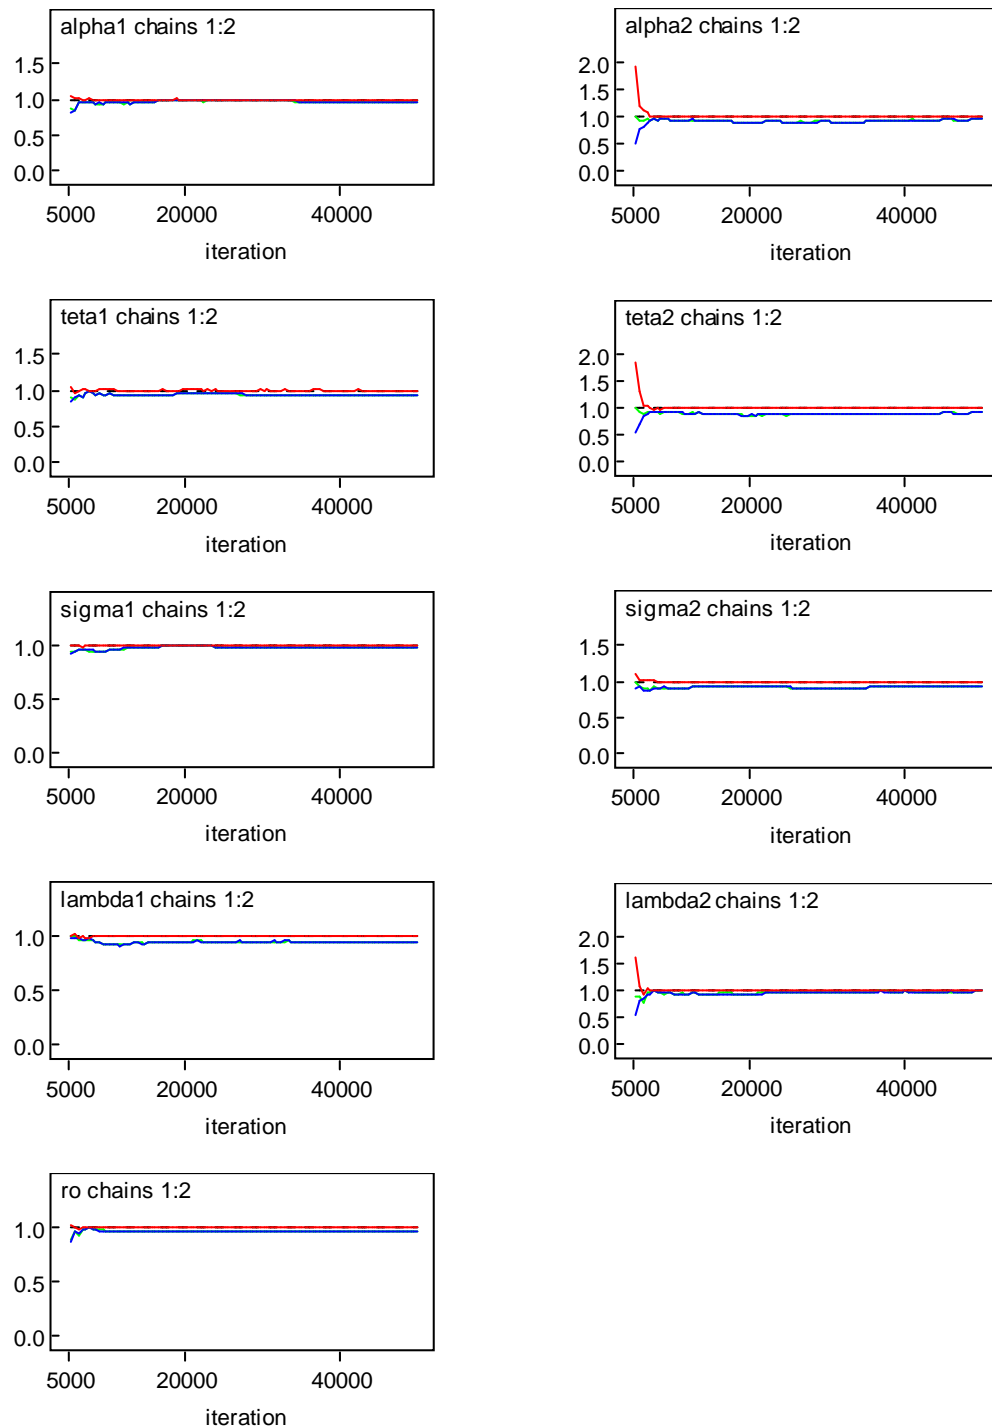 alpha1 chains 1:2
1.5
1.0
0.5
0.0
5000 20000 40000
iteration
alpha2 chains 1:2
2.0
1.5
1.0
0.5
0.0
5000 20000 40000
iteration
teta1 chains 1:2
1.5
1.0
0.5
0.0
5000 20000 40000
iteration
teta2 chains 1:2
2.0
1.5
1.0
0.5
0.0
5000 20000 40000
iteration
sigma1 chains 1:2
1.0
0.5
0.0
5000 20000 40000
iteration
sigma2 chains 1:2
1.5
1.0
0.5
0.0
5000 20000 40000
iteration
lambda1 chains 1:2
1.0
0.5
0.0
5000 20000 40000
iteration
lambda2 chains 1:2
2.0
1.5
1.0
0.5
0.0
5000 20000 40000
iteration
ro chains 1:2
1.0
0.5
0.0
5000 20000 40000
iteration